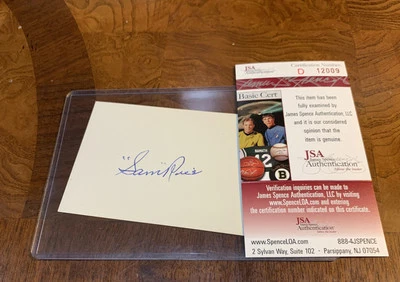 "Sam" Rice
JSA
Authentication
Certification Number
D 12009
Basic Cert
This item has been
fully examined by
James Spence Authentication, LLC
and it is our considered
opinion that the
item is genuine.
JSA
Authentication
12
B
Verification inquiries can be made to
James Spence Authentication, LLC by visiting
www.SpenceLOA.com and entering
the certification number indicated on this certificate.
JSA
Authentication
www.SpenceLOA.com 888-4JSPENCE
2 Sylvan Way, Suite 102 - Parsippany, NJ 07054